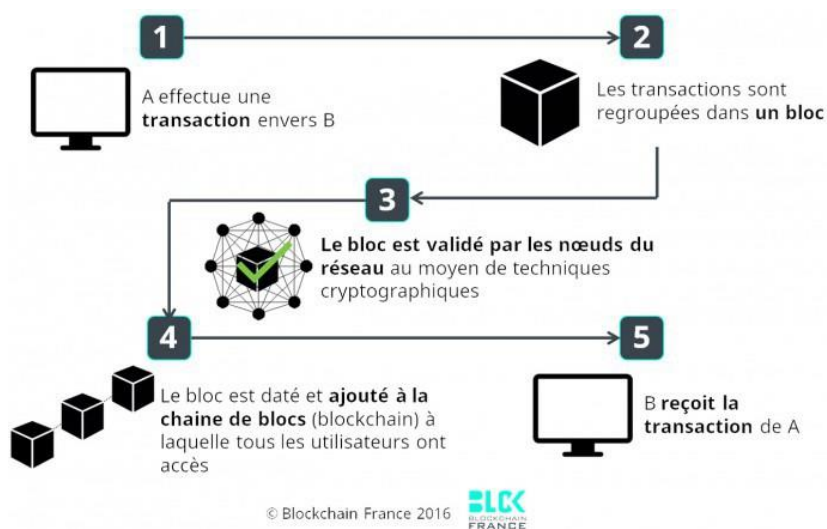 1
2
A effectue une
transaction envers B
Les transactions sont
regroupées dans un bloc
3
Le bloc est validé par les nœuds du
réseau au moyen de techniques
cryptographiques
4
5
Le bloc est daté et ajouté à la
chaine de blocs (blockchain) à
laquelle tous les utilisateurs ont
accès
B reçoit la
transaction de A
© Blockchain France 2016
BLCK
BLOCKCHAIN
FRANCE